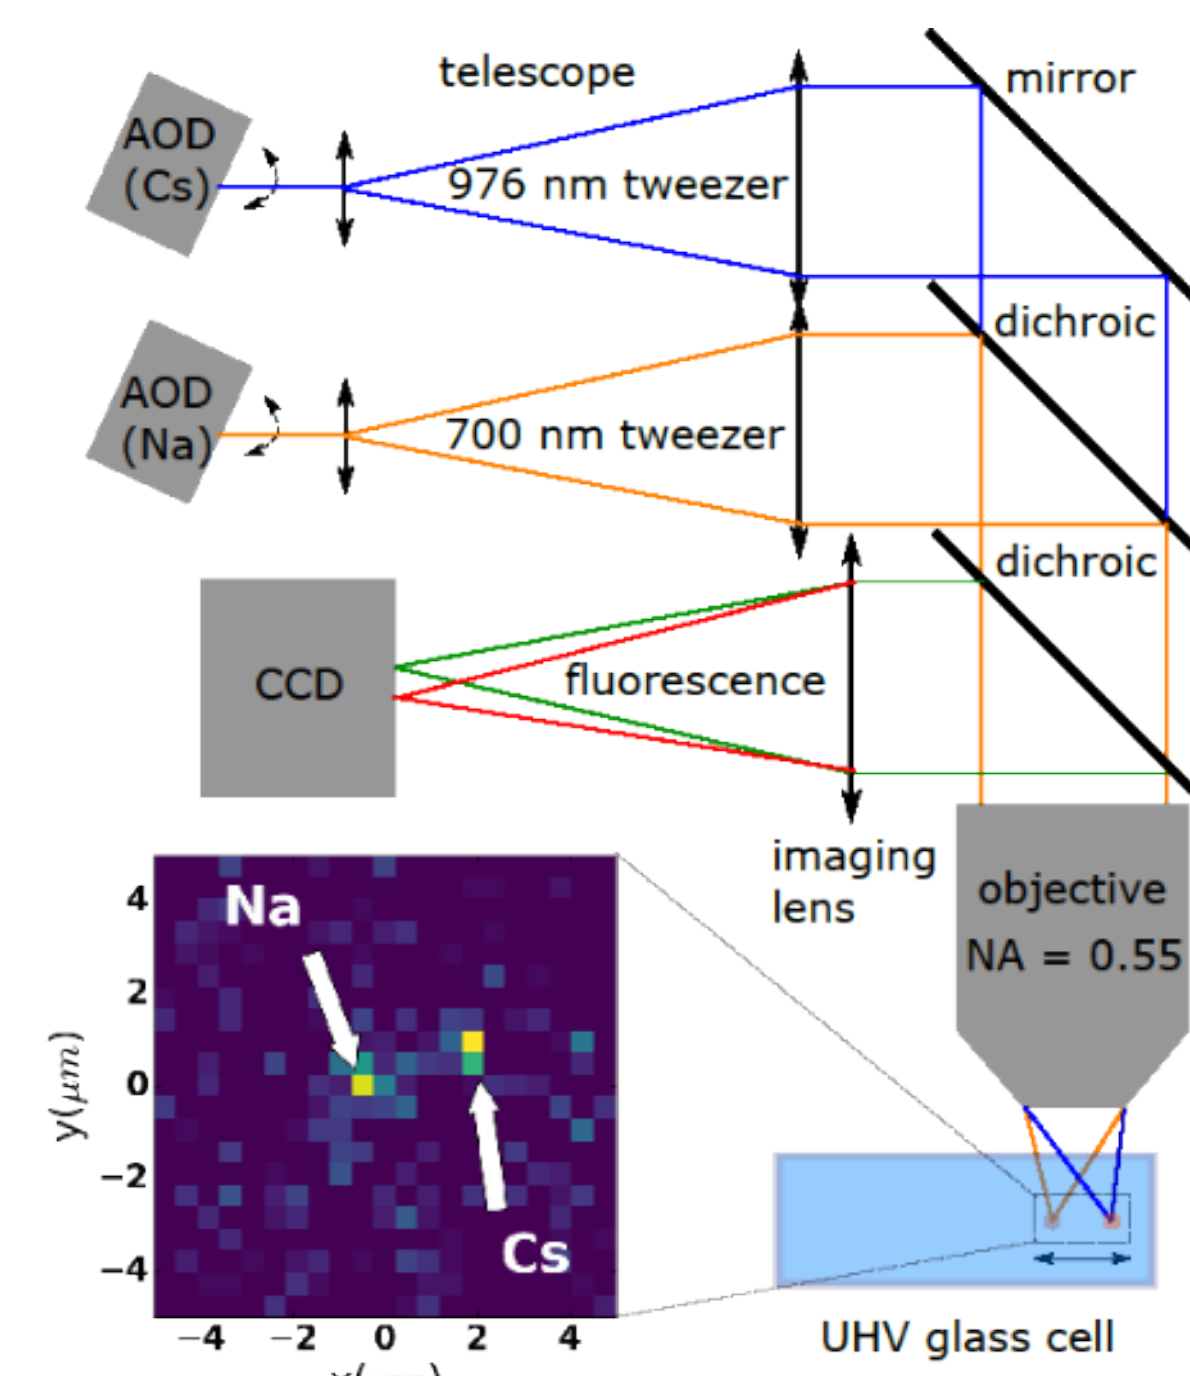 telescope
mirror
AOD
(Cs)
976 nm tweezer
dichroic
AOD
(Na)
700 nm tweezer
dichroic
CCD
fluorescence
imaging
lens
objective
NA = 0.55
Na
Cs
y(μm)
4
2
0
−2
−4
−4 −2 0 2 4
x(μm)
UHV glass cell